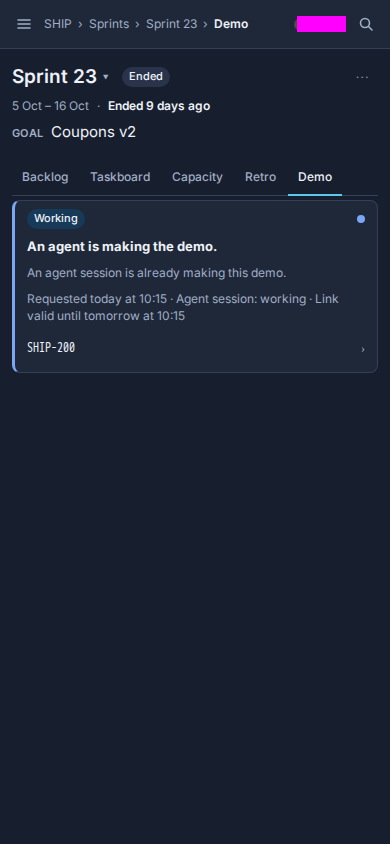 SHIP › Sprints › Sprint 23 › Demo
Sprint 23 ▾ Ended ...
5 Oct – 16 Oct · Ended 9 days ago
GOAL Coupons v2
Backlog Taskboard Capacity Retro Demo
Working
An agent is making the demo.
An agent session is already making this demo.
Requested today at 10:15 · Agent session: working · Link
valid until tomorrow at 10:15
SHIP-200 ›